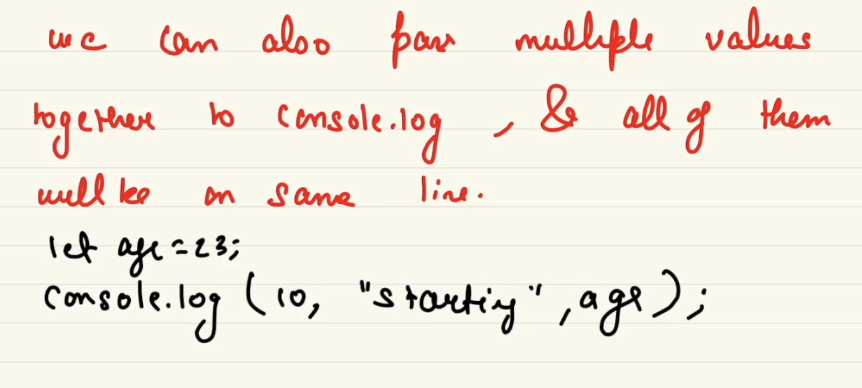 we can also pass multiple values
together to console.log , & all of them
will be on same line.
let age = 23;
console.log (10, "starting", age);